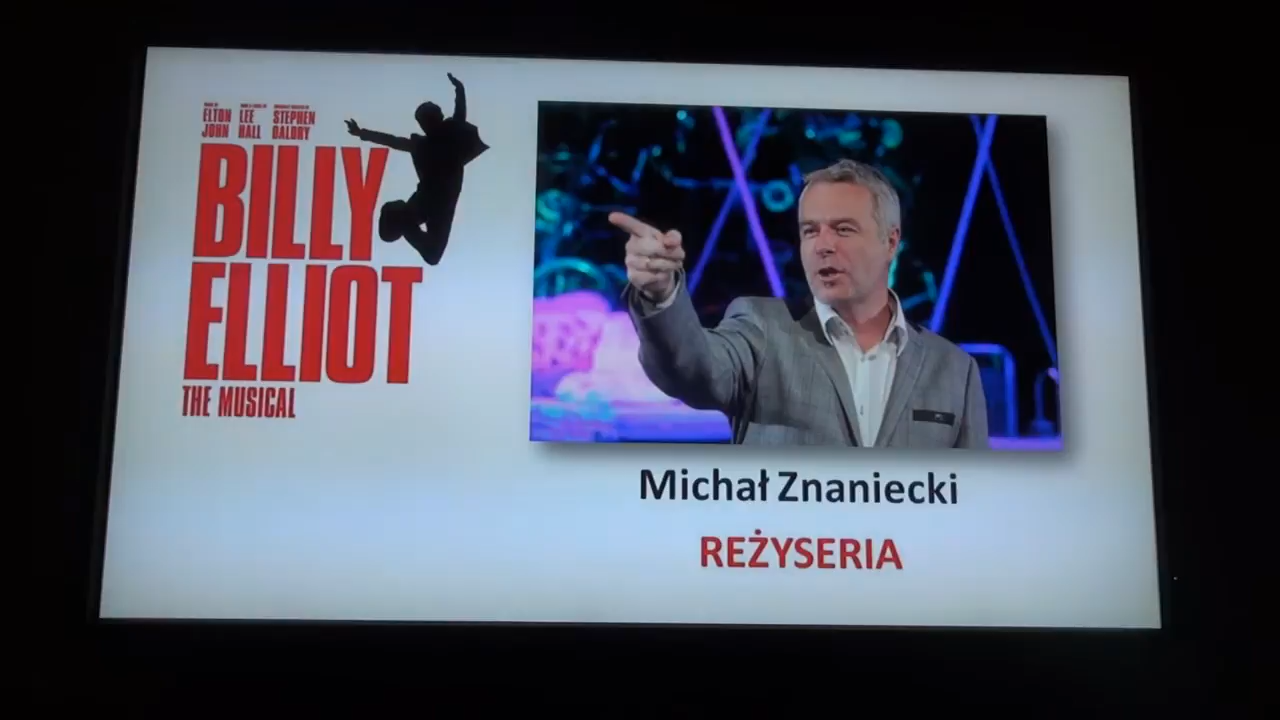 ELTON JOHN LEE HALL STEPHEN DALDRY
BILLY
ELLIOT
THE MUSICAL
Michał Znaniecki
REŻYSERIA